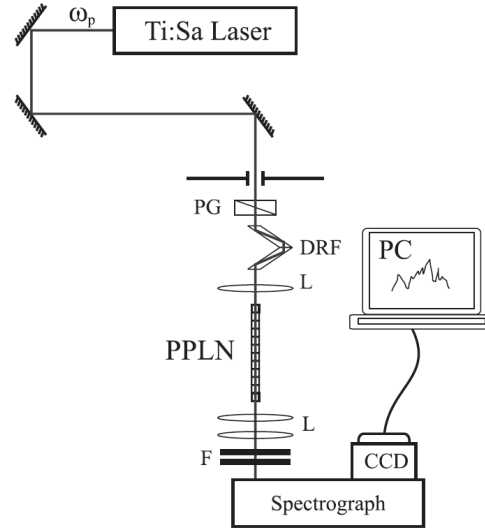 ωp
Ti:Sa Laser
PG
DRF
L
PC
PPLN
L
F
CCD
Spectrograph